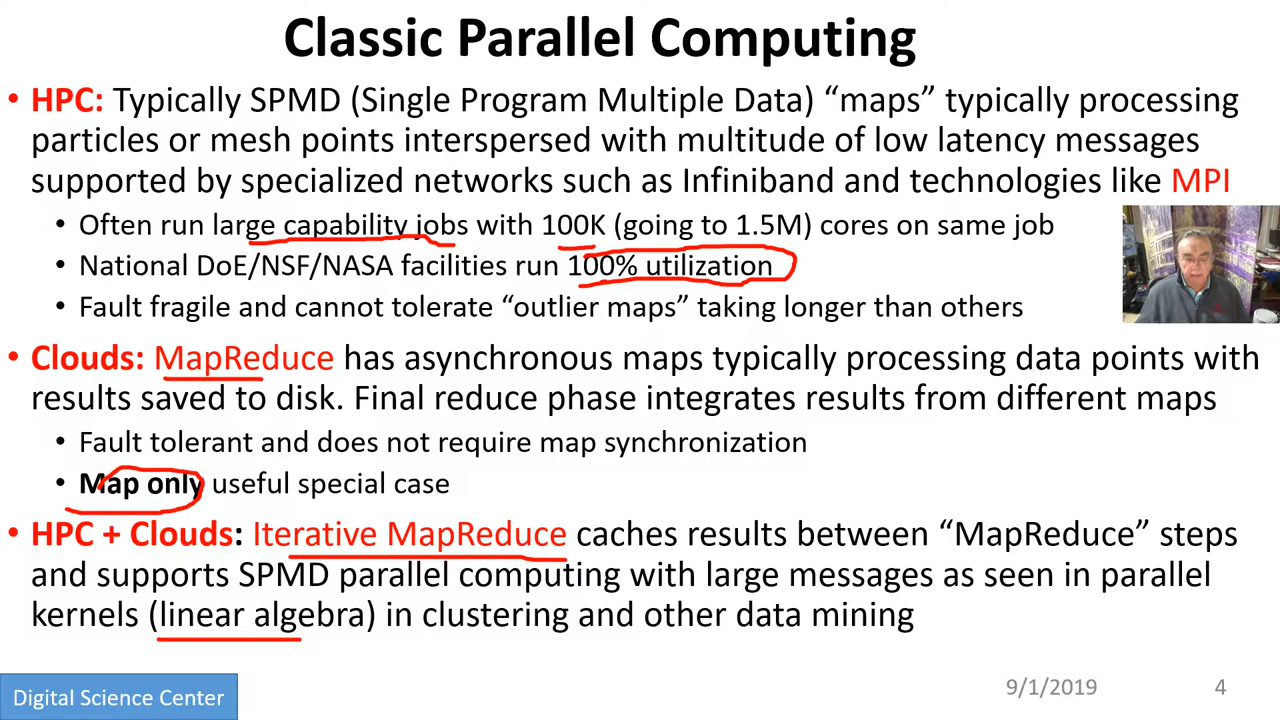 Classic Parallel Computing
• HPC: Typically SPMD (Single Program Multiple Data) “maps” typically processing
particles or mesh points interspersed with multitude of low latency messages
supported by specialized networks such as Infiniband and technologies like MPI
• Often run large capability jobs with 100K (going to 1.5M) cores on same job
• National DoE/NSF/NASA facilities run 100% utilization
• Fault fragile and cannot tolerate “outlier maps” taking longer than others
• Clouds: MapReduce has asynchronous maps typically processing data points with
results saved to disk. Final reduce phase integrates results from different maps
• Fault tolerant and does not require map synchronization
• Map only useful special case
• HPC + Clouds: Iterative MapReduce caches results between “MapReduce” steps
and supports SPMD parallel computing with large messages as seen in parallel
kernels (linear algebra) in clustering and other data mining
Digital Science Center
9/1/2019
4